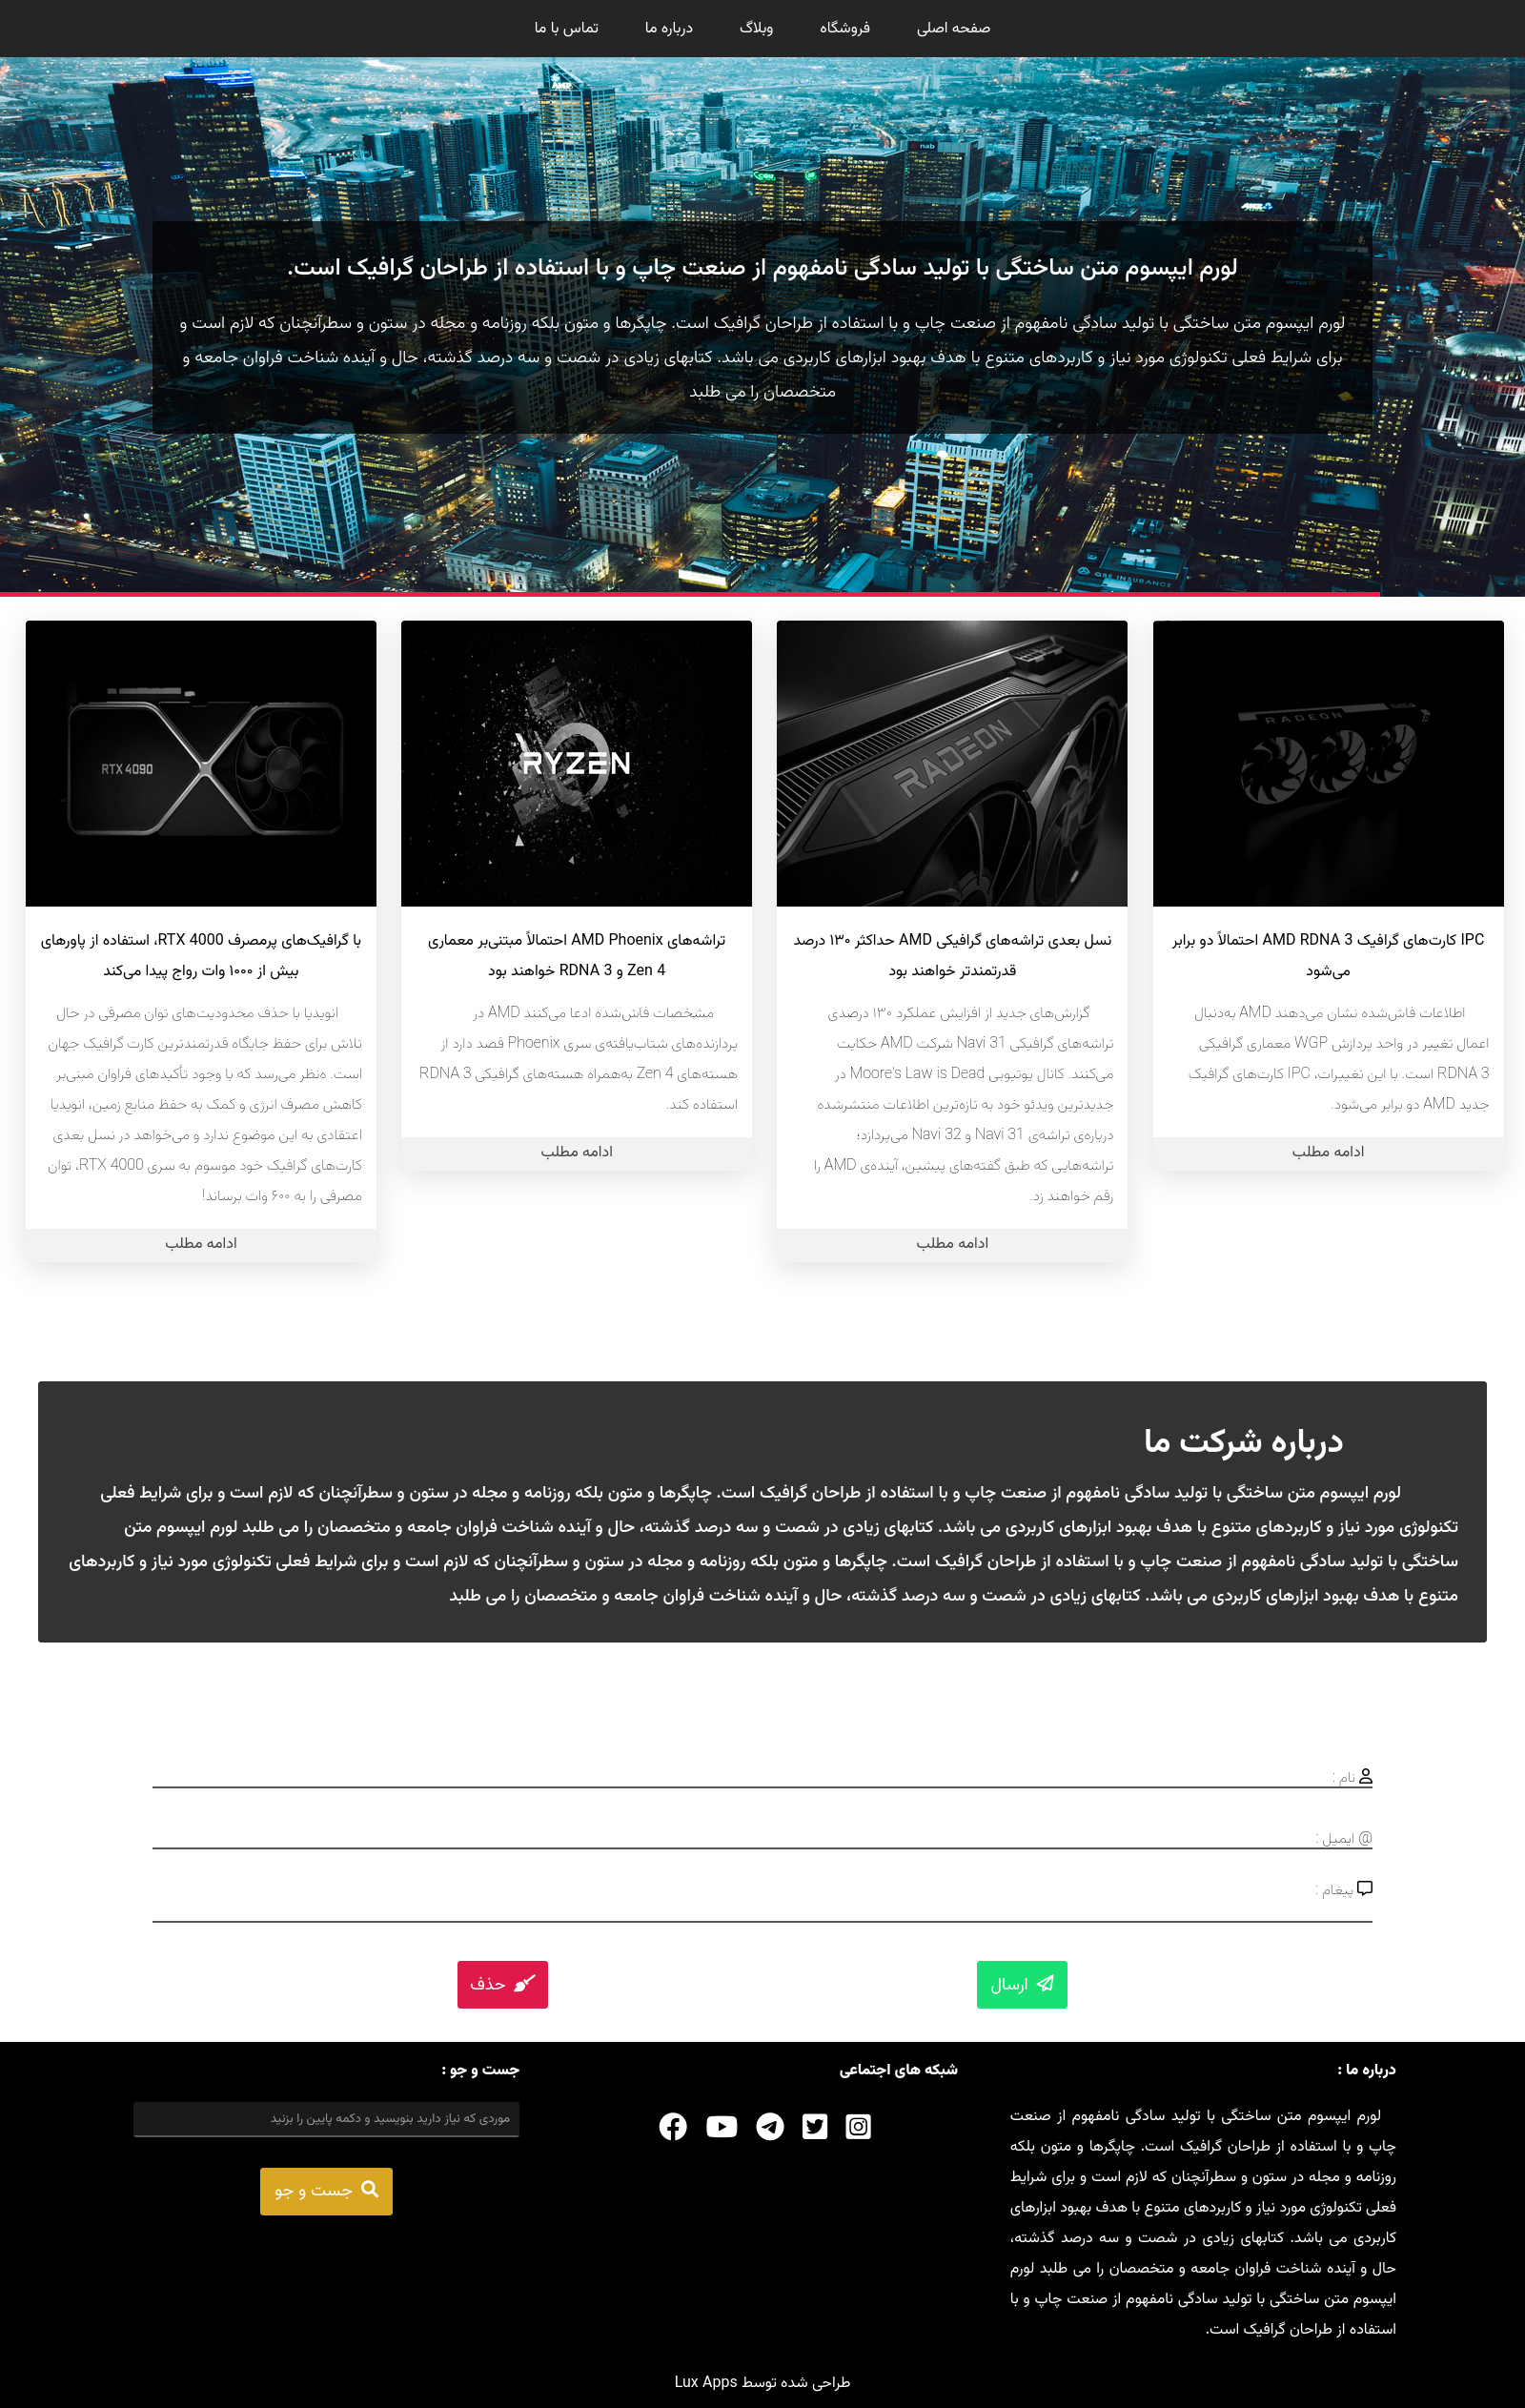 صفحه اصلی
فروشگاه
وبلاگ
درباره ما
تماس با ما
nab
QBE INSURANCE
لورم ایپسوم متن ساختگی با تولید سادگی نامفهوم از صنعت چاپ و با استفاده از طراحان گرافیک است.
لورم ایپسوم متن ساختگی با تولید سادگی نامفهوم از صنعت چاپ و با استفاده از طراحان گرافیک است. چاپگرها و متون بلکه روزنامه و مجله در ستون و سطرآنچنان که لازم است و
برای شرایط فعلی تکنولوژی مورد نیاز و کاربردهای متنوع با هدف بهبود ابزارهای کاربردی می باشد. کتابهای زیادی در شصت و سه درصد گذشته، حال و آینده شناخت فراوان جامعه و
متخصصان را می طلبد
RADEON
IPC کارت‌های گرافیک AMD RDNA 3 احتمالاً دو برابر
می‌شود
اطلاعات فاش‌شده نشان می‌دهند AMD به‌دنبال
اعمال تغییر در واحد پردازش WGP معماری گرافیکی
RDNA 3 است. با این تغییرات، IPC کارت‌های گرافیک
جدید AMD دو برابر می‌شود.
ادامه مطلب
RADEON
نسل بعدی تراشه‌های گرافیکی AMD حداکثر ۱۳۰ درصد
قدرتمندتر خواهند بود
گزارش‌های جدید از افزایش عملکرد ۱۳۰ درصدی
تراشه‌های گرافیکی Navi 31 شرکت AMD حکایت
می‌کنند. کانال یوتیوبی Moore's Law is Dead در
جدیدترین ویدئو خود به تازه‌ترین اطلاعات منتشرشده
درباره‌ی تراشه‌ی Navi 31 و Navi 32 می‌پردازد؛
تراشه‌هایی که طبق گفته‌های پیشین، آینده‌ی AMD را
رقم خواهند زد.
ادامه مطلب
RYZEN
تراشه‌های AMD Phoenix احتمالاً مبتنی‌بر معماری
Zen 4 و RDNA 3 خواهند بود
مشخصات فاش‌شده ادعا می‌کنند AMD در
پردازنده‌های شتاب‌یافته‌ی سری Phoenix قصد دارد از
هسته‌های Zen 4 به‌همراه هسته‌های گرافیکی RDNA 3
استفاده کند.
ادامه مطلب
RTX 4090
با گرافیک‌های پرمصرف RTX 4000، استفاده از پاورهای
بیش از ۱۰۰۰ وات رواج پیدا می‌کند
انویدیا با حذف محدودیت‌های توان مصرفی در حال
تلاش برای حفظ جایگاه قدرتمندترین کارت گرافیک جهان
است. ه‌نظر می‌رسد که با وجود تأکیدهای فراوان مبنی‌بر
کاهش مصرف انرژی و کمک به حفظ منابع زمین، انویدیا
اعتقادی به این موضوع ندارد و می‌خواهد در نسل بعدی
کارت‌های گرافیک خود موسوم به سری RTX 4000، توان
مصرفی را به ۶۰۰ وات برساند!
ادامه مطلب
درباره شرکت ما
لورم ایپسوم متن ساختگی با تولید سادگی نامفهوم از صنعت چاپ و با استفاده از طراحان گرافیک است. چاپگرها و متون بلکه روزنامه و مجله در ستون و سطرآنچنان که لازم است و برای شرایط فعلی
تکنولوژی مورد نیاز و کاربردهای متنوع با هدف بهبود ابزارهای کاربردی می باشد. کتابهای زیادی در شصت و سه درصد گذشته، حال و آینده شناخت فراوان جامعه و متخصصان را می طلبد لورم ایپسوم متن
ساختگی با تولید سادگی نامفهوم از صنعت چاپ و با استفاده از طراحان گرافیک است. چاپگرها و متون بلکه روزنامه و مجله در ستون و سطرآنچنان که لازم است و برای شرایط فعلی تکنولوژی مورد نیاز و کاربردهای
متنوع با هدف بهبود ابزارهای کاربردی می باشد. کتابهای زیادی در شصت و سه درصد گذشته، حال و آینده شناخت فراوان جامعه و متخصصان را می طلبد
نام :
@ ایمیل :
پیغام :
ارسال
حذف
درباره ما :
لورم ایپسوم متن ساختگی با تولید سادگی نامفهوم از صنعت
چاپ و با استفاده از طراحان گرافیک است. چاپگرها و متون بلکه
روزنامه و مجله در ستون و سطرآنچنان که لازم است و برای شرایط
فعلی تکنولوژی مورد نیاز و کاربردهای متنوع با هدف بهبود ابزارهای
کاربردی می باشد. کتابهای زیادی در شصت و سه درصد گذشته،
حال و آینده شناخت فراوان جامعه و متخصصان را می طلبد لورم
ایپسوم متن ساختگی با تولید سادگی نامفهوم از صنعت چاپ و با
استفاده از طراحان گرافیک است.
شبکه های اجتماعی
جست و جو :
موردی که نیاز دارید بنویسید و دکمه پایین را بزنید
جست و جو
طراحی شده توسط Lux Apps